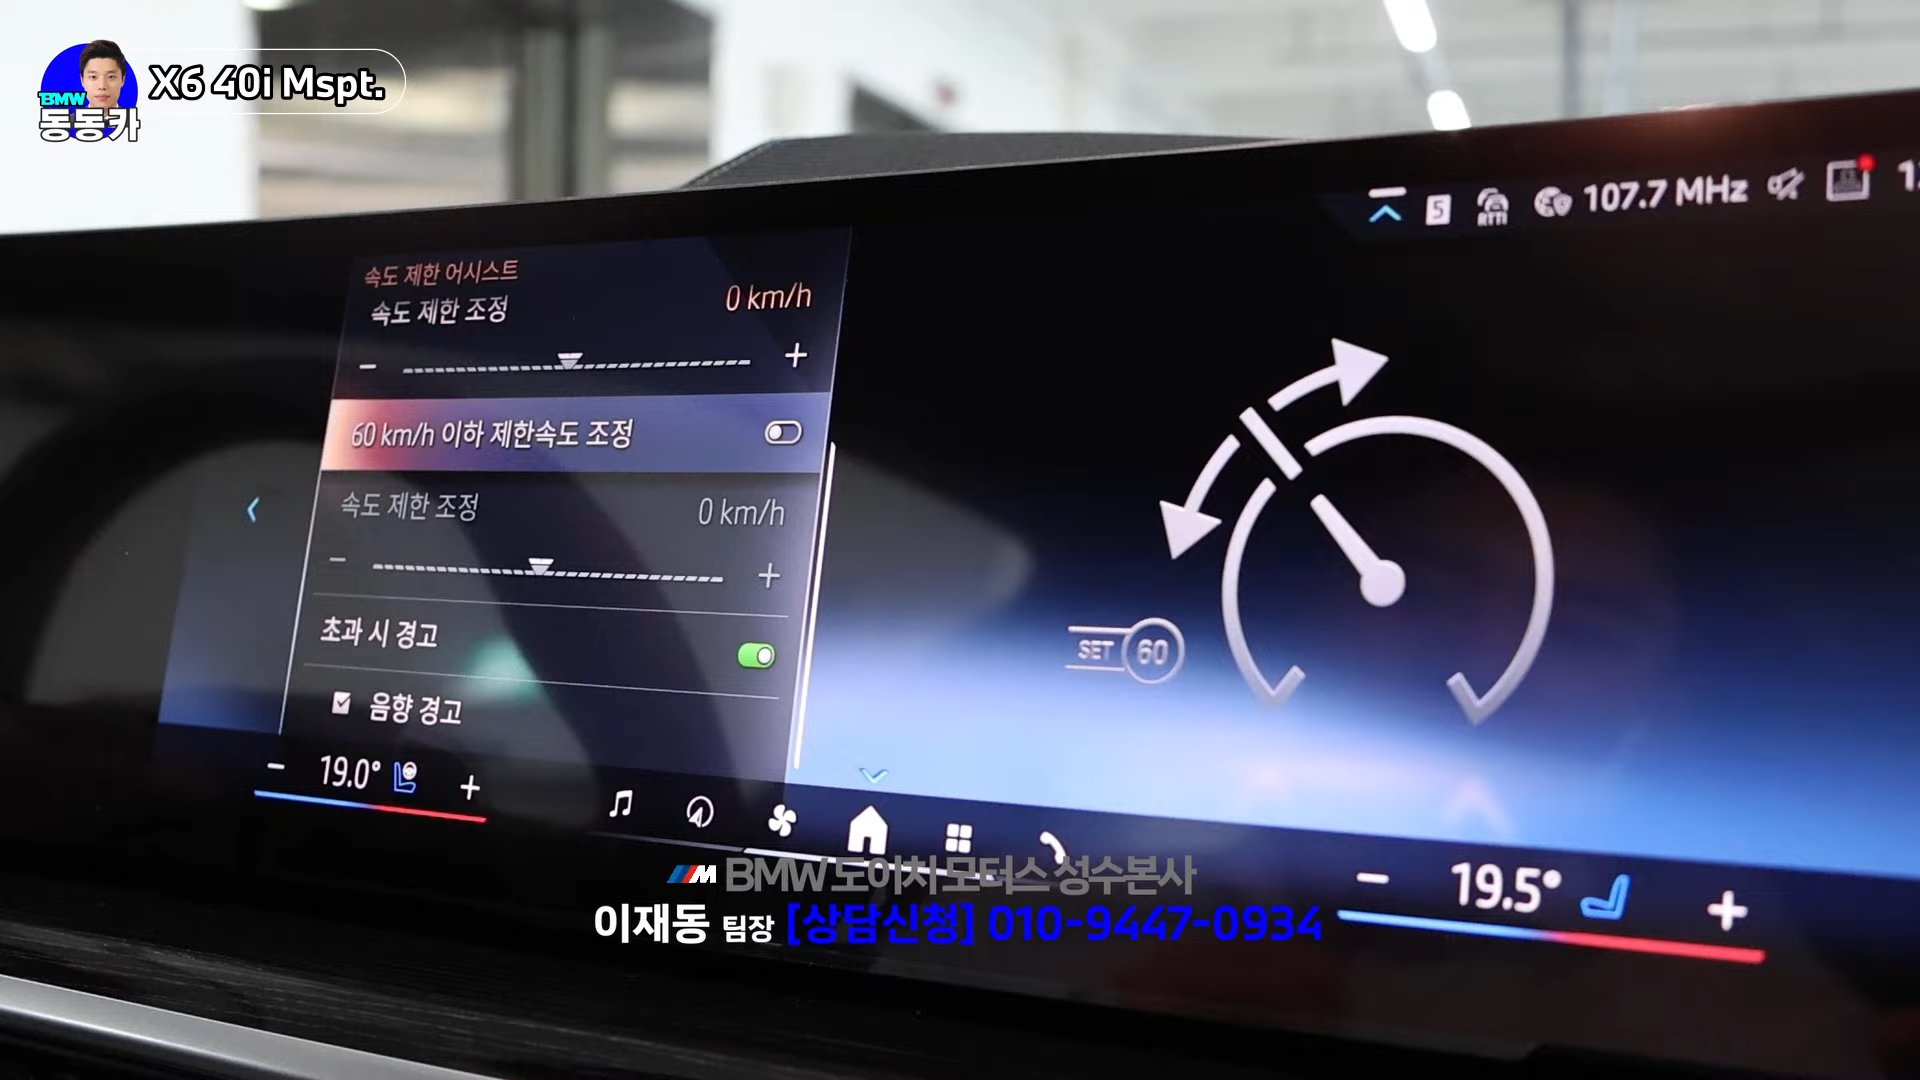 BMW
동동카
X6 40i Mspt.
5
RTTI
107.7 MHz
속도 제한 어시스트
속도 제한 조정
0 km/h
60 km/h 이하 제한속도 조정
속도 제한 조정
0 km/h
초과 시 경고
음향 경고
SET 60
19.0°
19.5°
M BMW 도이치 모터스 성수본사
이재동 팀장 [상담신청] 010-9447-0934